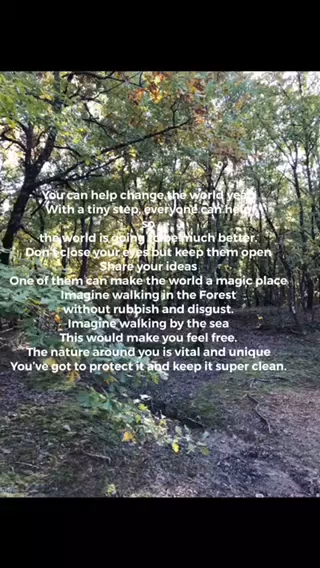 You can help change the world yeah
With a tiny step, everyone can help
so
the world is going to be much better.
Don't close your eyes but keep them open
Share your ideas
One of them can make the world a magic place
Imagine walking in the Forest
without rubbish and disgust.
Imagine walking by the sea
This would make you feel free.
The nature around you is vital and unique
You've got to protect it and keep it super clean.